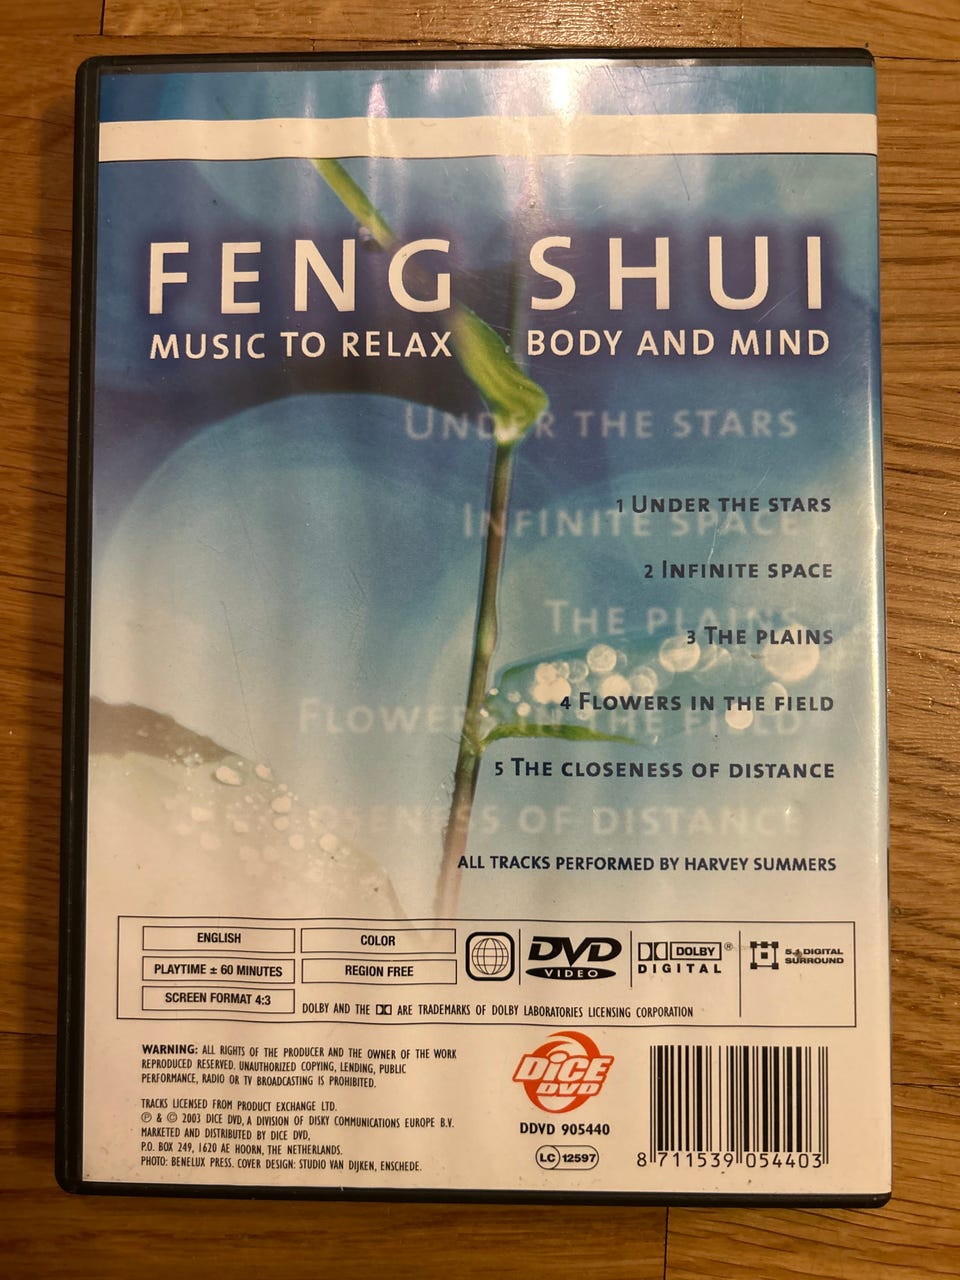 FENG SHUI
MUSIC TO RELAX BODY AND MIND
UNDER THE STARS
1 UNDER THE STARS
INFINITE SPACE
2 INFINITE SPACE
THE PLAINS
3 THE PLAINS
4 FLOWERS IN THE FIELD
FLOWERS IN THE FIELD
5 THE CLOSENESS OF DISTANCE
OSENESS OF DISTANCE
ALL TRACKS PERFORMED BY HARVEY SUMMERS
ENGLISH
PLAYTIME ± 60 MINUTES
SCREEN FORMAT 4:3
COLOR
REGION FREE
DVD
VIDEO
DOLBY ®
DIGITAL
5.1 DIGITAL
SURROUND
DOLBY AND THE ARE TRADEMARKS OF DOLBY LABORATORIES LICENSING CORPORATION
WARNING: ALL RIGHTS OF THE PRODUCER AND THE OWNER OF THE WORK
REPRODUCED RESERVED. UNAUTHORIZED COPYING, LENDING, PUBLIC
PERFORMANCE, RADIO OR TV BROADCASTING IS PROHIBITED.
TRACKS LICENSED FROM PRODUCT EXCHANGE LTD.
℗ & © 2003 DICE DVD, A DIVISION OF DISKY COMMUNICATIONS EUROPE B.V.
MARKETED AND DISTRIBUTED BY DICE DVD,
P.O. BOX 249, 1620 AE HOORN, THE NETHERLANDS.
PHOTO: BENELUX PRESS. COVER DESIGN: STUDIO VAN DIJKEN, ENSCHEDE.
DiCE
DVD
DDVD 905440
LC 12597
8 711539 054403